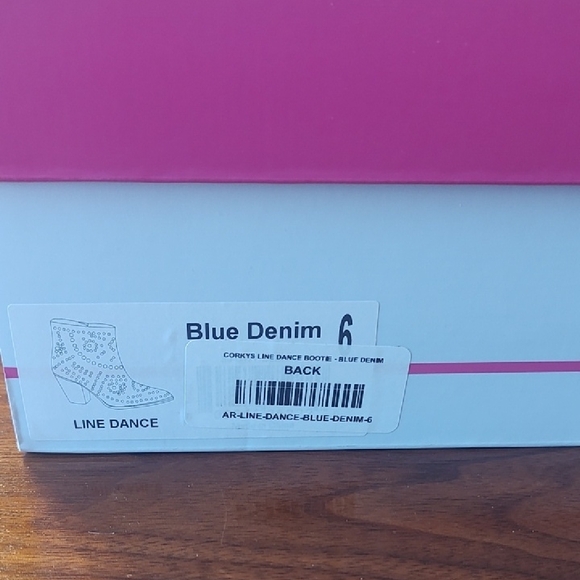 Blue Denim 6
CORKYS LINE DANCE BOOTIE - BLUE DENIM
BACK
AR-LINE-DANCE-BLUE-DENIM-6
LINE DANCE